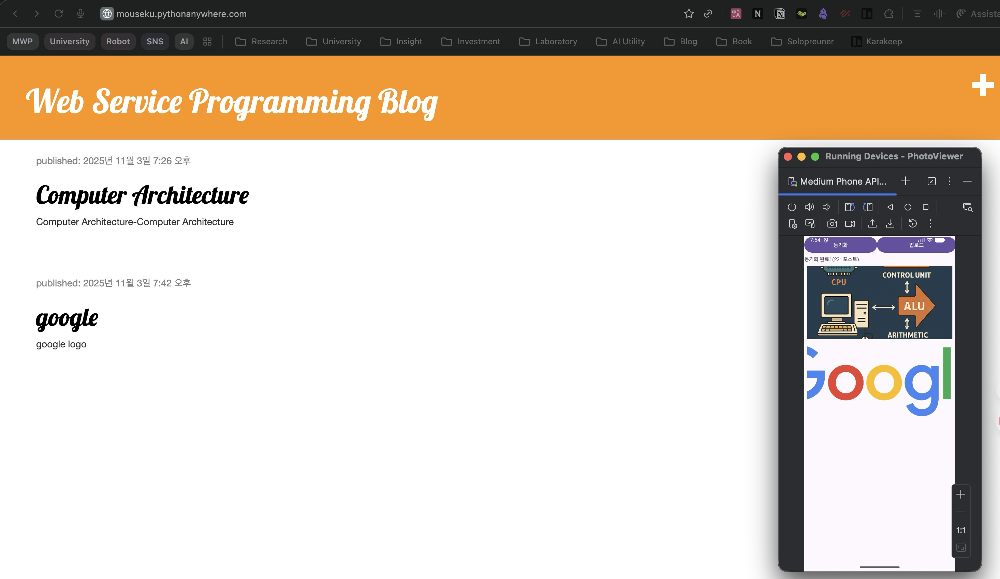 mouseku.pythonanywhere.com
MWP University Robot SNS AI Research University Insight Investment Laboratory AI Utility Blog Book Solopreuner Karakeep
Web Service Programming Blog
published: 2025년 11월 3일 7:26 오후
Computer Architecture
Computer Architecture-Computer Architecture
published: 2025년 11월 3일 7:42 오후
google
google logo
Running Devices - PhotoViewer
Medium Phone API...
7:54
동기화 업로드
동기화 완료! (2개 포스트)
CONTROL UNIT
CPU
ALU
ARITHMETIC
Googl
1:1